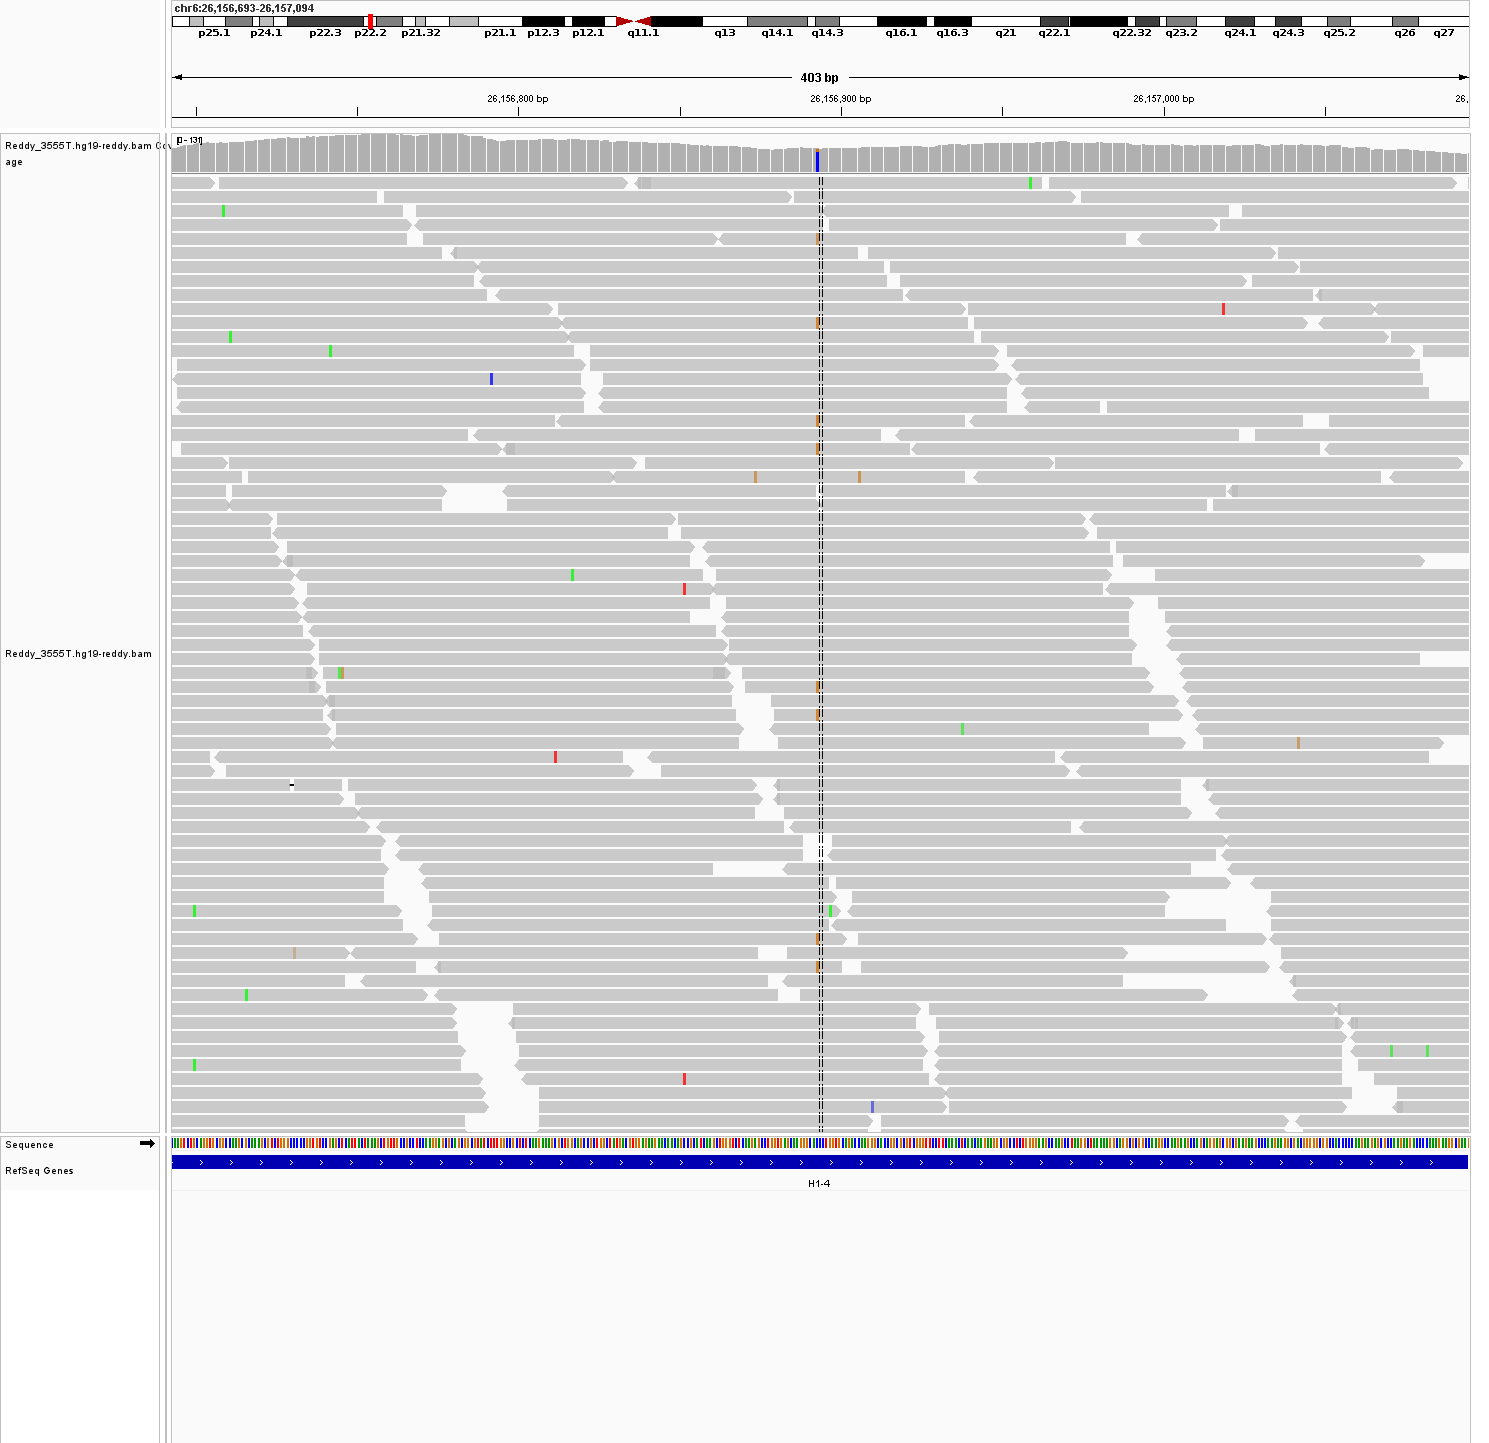 chr6:26,156,693-26,157,094
p25.1 p24.1 p22.3 p22.2 p21.32 p21.1 p12.3 p12.1 q11.1 q13 q14.1 q14.3 q16.1 q16.3 q21 q22.1 q22.32 q23.2 q24.1 q24.3 q25.2 q26 q27
403 bp
26,156,800 bp 26,156,900 bp 26,157,000 bp 26,
Reddy_3555T.hg19-reddy.bam Cov
age
[0 - 131]
Reddy_3555T.hg19-reddy.bam
Sequence
RefSeq Genes
H1-4